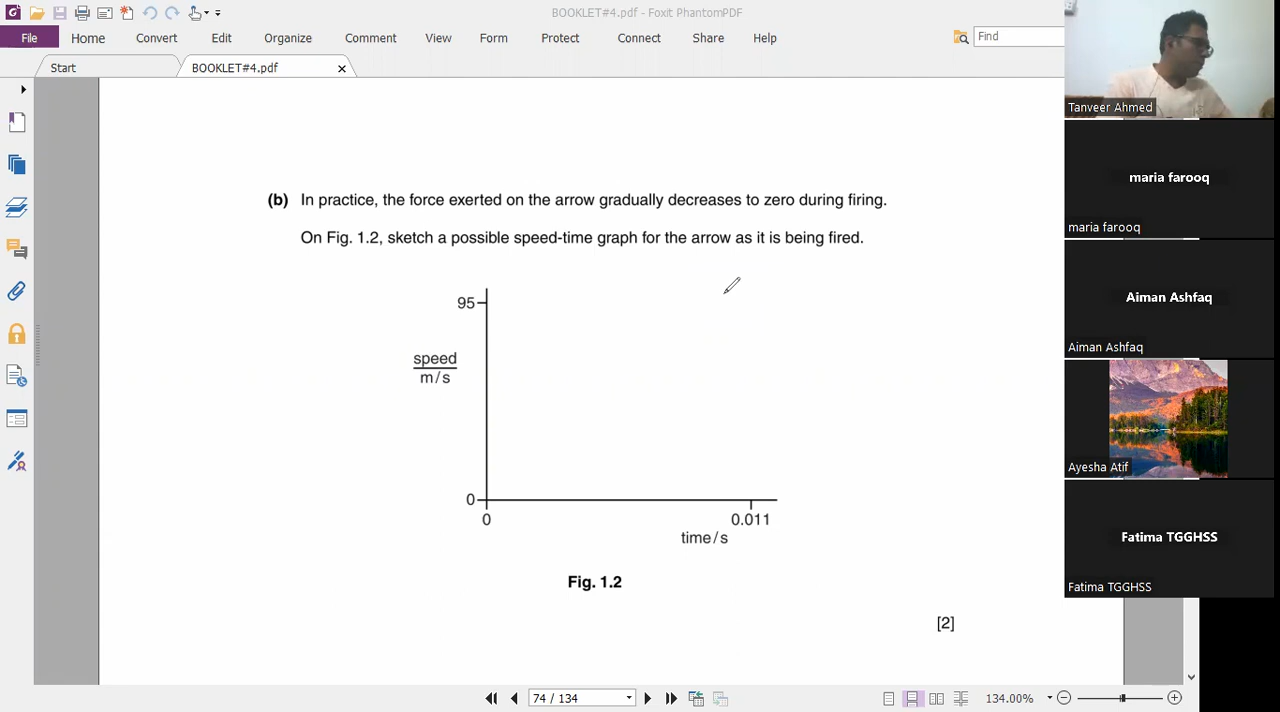 BOOKLET#4.pdf - Foxit PhantomPDF
File Home Convert Edit Organize Comment View Form Protect Connect Share Help
Find
Start BOOKLET#4.pdf
(b) In practice, the force exerted on the arrow gradually decreases to zero during firing.
On Fig. 1.2, sketch a possible speed-time graph for the arrow as it is being fired.
95
speed
m/s
0
0 0.011
time/s
Fig. 1.2
[2]
74 / 134
134.00%
Tanveer Ahmed
maria farooq
maria farooq
Aiman Ashfaq
Aiman Ashfaq
Ayesha Atif
Fatima TGGHSS
Fatima TGGHSS